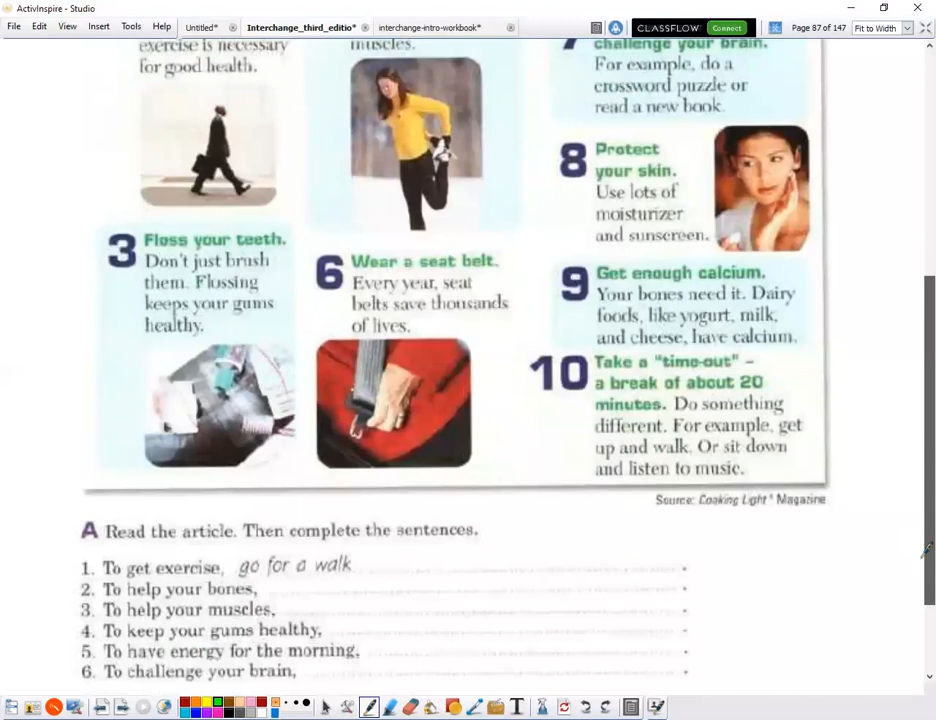 ActivInspire - Studio
File Edit View Insert Tools Help
Untitled* Interchange_third_editio* interchange-intro-workbook*
CLASSFLOW Connect
Page 87 of 147 Fit to Width
exercise is necessary
for good health.
3 Floss your teeth.
Don't just brush
them. Flossing
keeps your gums
healthy.
muscles.
6 Wear a seat belt.
Every year, seat
belts save thousands
of lives.
7 challenge your brain.
For example, do a
crossword puzzle or
read a new book.
8 Protect
your skin.
Use lots of
moisturizer
and sunscreen.
9 Get enough calcium.
Your bones need it. Dairy
foods, like yogurt, milk,
and cheese, have calcium.
10 Take a "time-out" –
a break of about 20
minutes. Do something
different. For example, get
up and walk. Or sit down
and listen to music.
Source: Cooking Light® Magazine
A Read the article. Then complete the sentences.
1. To get exercise, go for a walk .
2. To help your bones, .
3. To help your muscles, .
4. To keep your gums healthy, .
5. To have energy for the morning, .
6. To challenge your brain, .